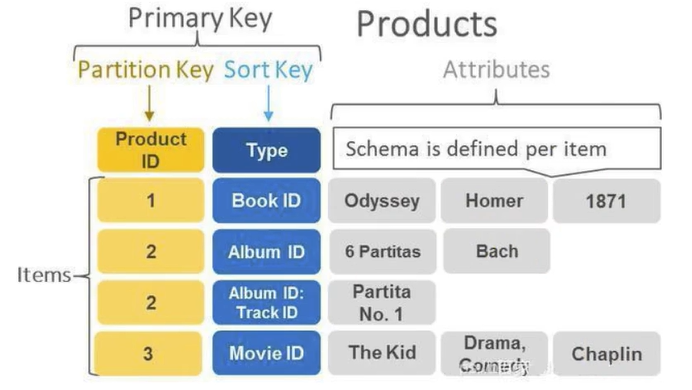 Primary Key
Products
Partition Key Sort Key
Attributes
Product
ID
Type
Schema is defined per item
1
Book ID
Odyssey
Homer
1871
2
Album ID
6 Partitas
Bach
Items
2
Album ID:
Track ID
Partita
No. 1
3
Movie ID
The Kid
Drama,
Comedy
Chaplin